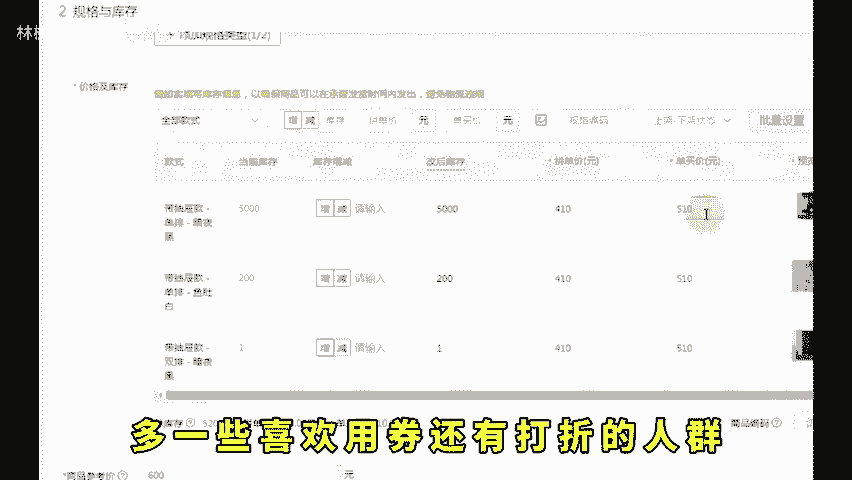 2 规格与库存
林
添加规格类型(1/2)
* 价格及库存
请如实填写库存信息，以确保商品可以在承诺发货时间内发出，避免物流违规
全部款式 增 减 库存 拼单价 元 单买价 元 规格编码 批量设置
款式 当前库存 库存增减 改后库存 * 拼单价(元) * 单买价(元) * 预
带抽屉款 - 5000 增 减 请输入 5000 410 510
单排 - 暗夜
黑
带抽屉款 - 200 增 减 请输入 200 410 510
单排 - 鱼肚
白
带抽屉款 - 1 增 减 请输入 1 410 510
双排 - 暗夜
黑
库存 商品编码
多一些喜欢用券还有打折的人群
*商品参考价 600 元